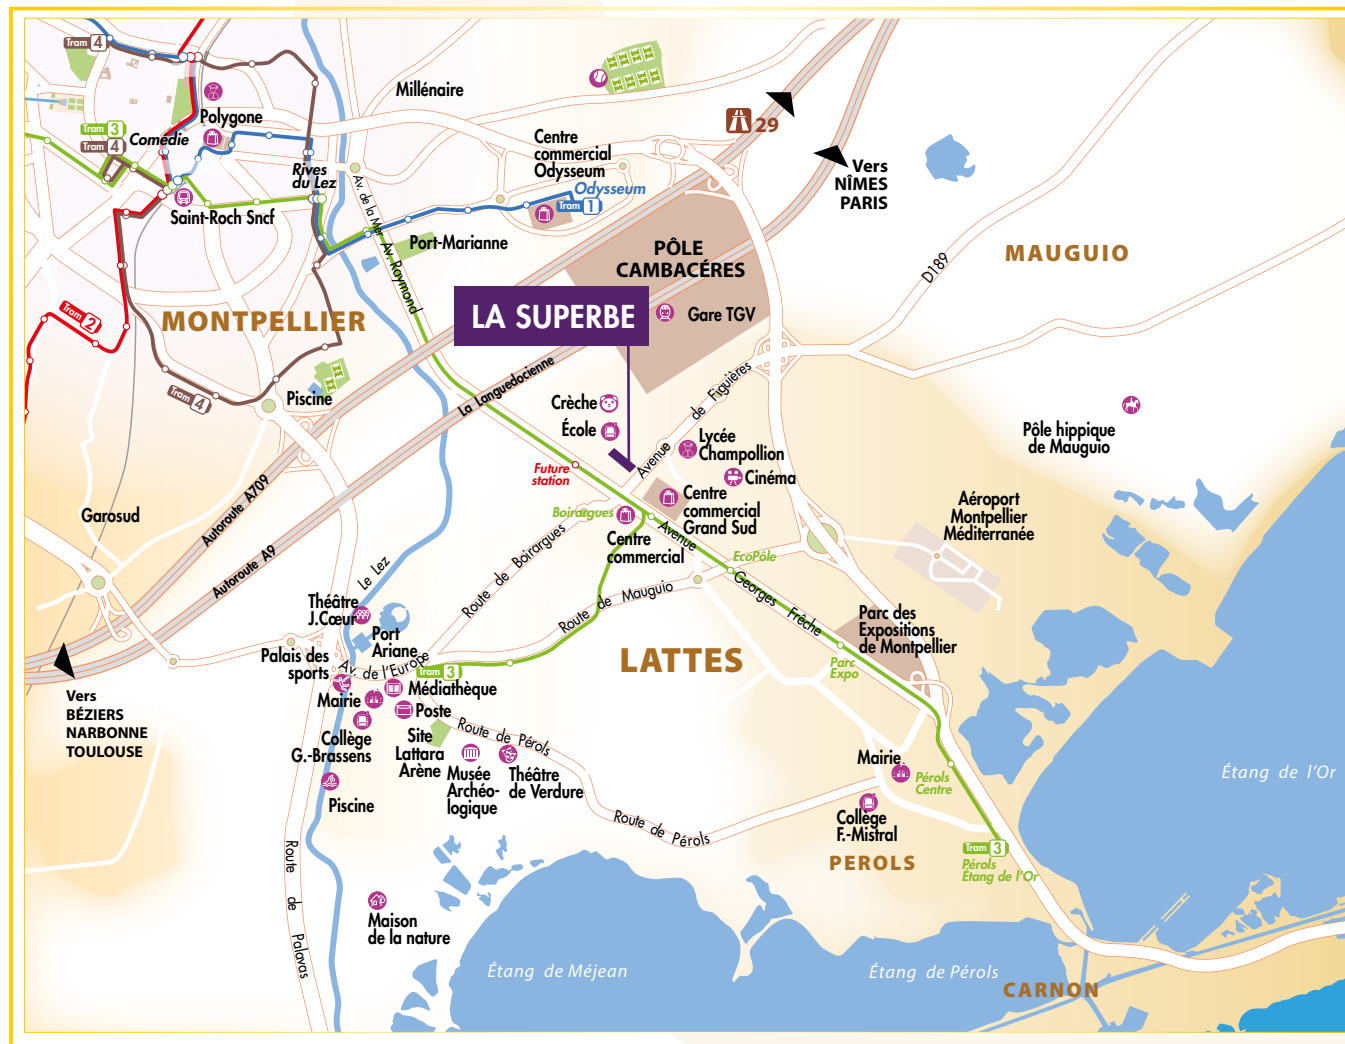 Tram 4
Millénaire
Polygone
Tram 3
Tram 4
Comédie
29
Centre
commercial
Odysseum
Rives
du Lez
Odysseum
Tram 1
Vers
NÎMES
PARIS
Saint-Roch Sncf
Av. de la Mer
Av. Raymond
Port-Marianne
PÔLE
CAMBACÉRES
MAUGUIO
D189
Tram 2
MONTPELLIER
LA SUPERBE
Gare TGV
La Languedocienne
Tram 4
Piscine
Avenue de Figuières
Crèche
École
Lycée
Champollion
Pôle hippique
de Mauguio
Future
station
Cinéma
Autoroute A709
Garosud
Centre
commercial
Grand Sud
Aéroport
Montpellier
Méditerranée
Boirargues
Centre
commercial
Avenue Georges Frêche
EcoPôle
Autoroute A9
Le Lez
Route de Boirargues
Route de Mauguio
Théâtre
J.Cœur
Port
Ariane
Parc des
Expositions
de Montpellier
Palais des
sports
Av. de l'Europe
Tram 3
LATTES
Parc
Expo
Vers
BÉZIERS
NARBONNE
TOULOUSE
Mairie
Médiathèque
Poste
Collège
G.-Brassens
Site
Lattara
Arène
Route de Pérols
Musée
Archéo-
logique
Théâtre
de Verdure
Mairie
Pérols
Centre
Étang de l'Or
Piscine
Route de Pérols
Collège
F.-Mistral
PEROLS
Tram 3
Pérols
Étang de l'Or
Route de Palavas
Maison
de la nature
Étang de Méjean
Étang de Pérols
CARNON